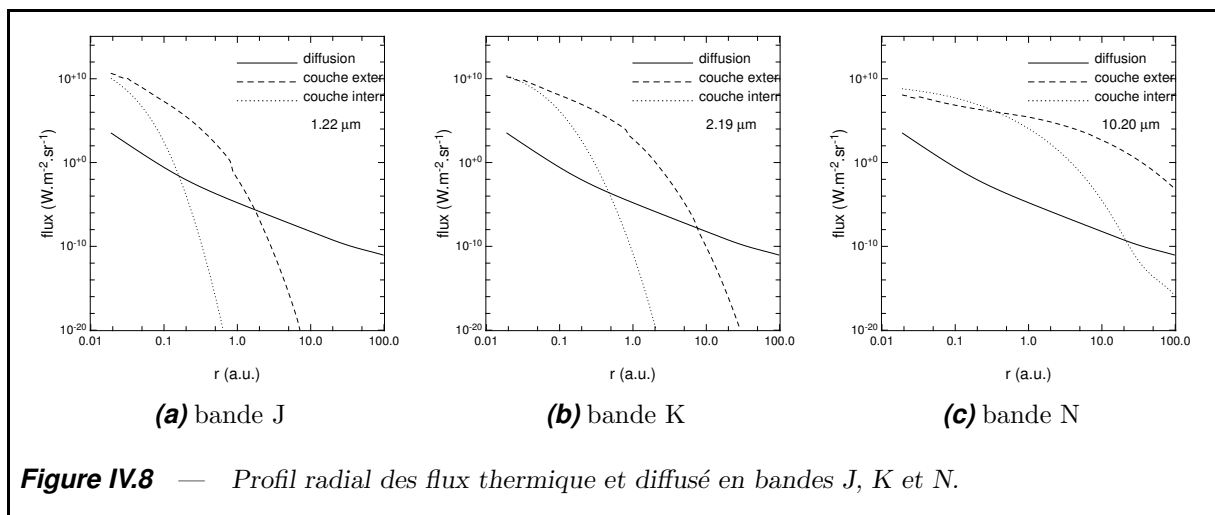 diffusion
couche exter
couche intern
1.22 µm
10+10
10+0
10-10
10-20
flux (W.m-2.sr-1)
0.01 0.1 1.0 10.0 100.0
r (a.u.)
(a) bande J
diffusion
couche exter
couche intern
2.19 µm
10+10
10+0
10-10
10-20
flux (W.m-2.sr-1)
0.01 0.1 1.0 10.0 100.0
r (a.u.)
(b) bande K
diffusion
couche exter
couche intern
10.20 µm
10+10
10+0
10-10
10-20
flux (W.m-2.sr-1)
0.01 0.1 1.0 10.0 100.0
r (a.u.)
(c) bande N
Figure IV.8 — Profil radial des flux thermique et diffusé en bandes J, K et N.